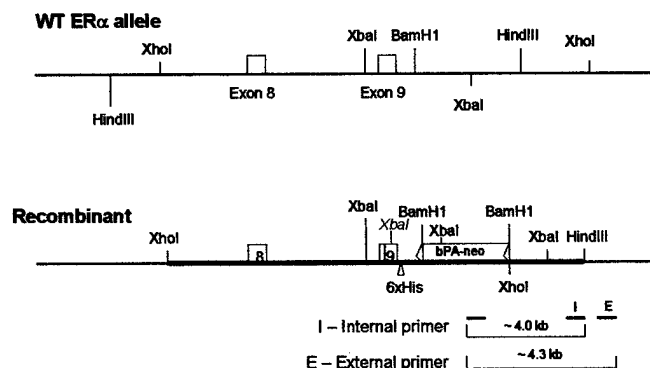 WT ERα allele
XhoI XbaI BamH1 HindIII XhoI
Exon 8 Exon 9
HindIII XbaI
Recombinant
XhoI XbaI XbaI BamH1 XbaI BamH1 XbaI HindIII
8 9 bPA-neo
6xHis XhoI
I E
I – Internal primer ~ 4.0 kb
E – External primer ~ 4.3 kb